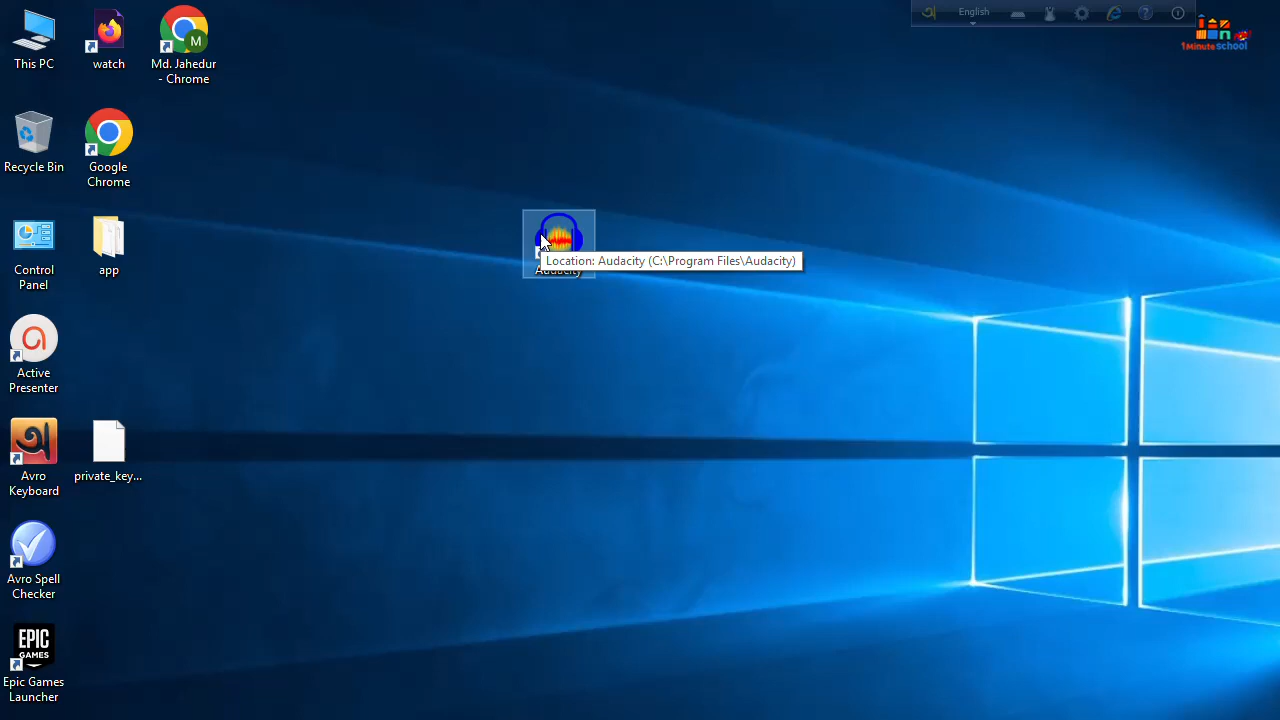 English
1 Minute School
This PC
watch
Md. Jahedur
- Chrome
Recycle Bin
Google
Chrome
Control
Panel
app
Audacity
Location: Audacity (C:\Program Files\Audacity)
Active
Presenter
Avro
Keyboard
private_key...
Avro Spell
Checker
EPIC
GAMES
Epic Games
Launcher